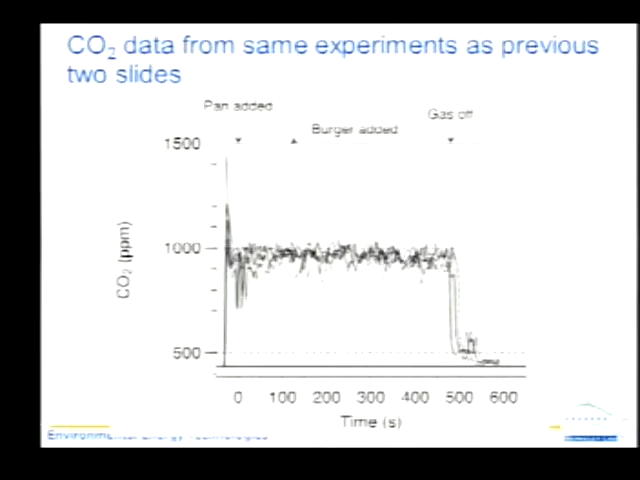 CO₂ data from same experiments as previous
two slides
Pan added
Burger added
Gas off
1500
1000
500
CO₂ (ppm)
0 100 200 300 400 500 600
Time (s)
Environmental Energy Technologies